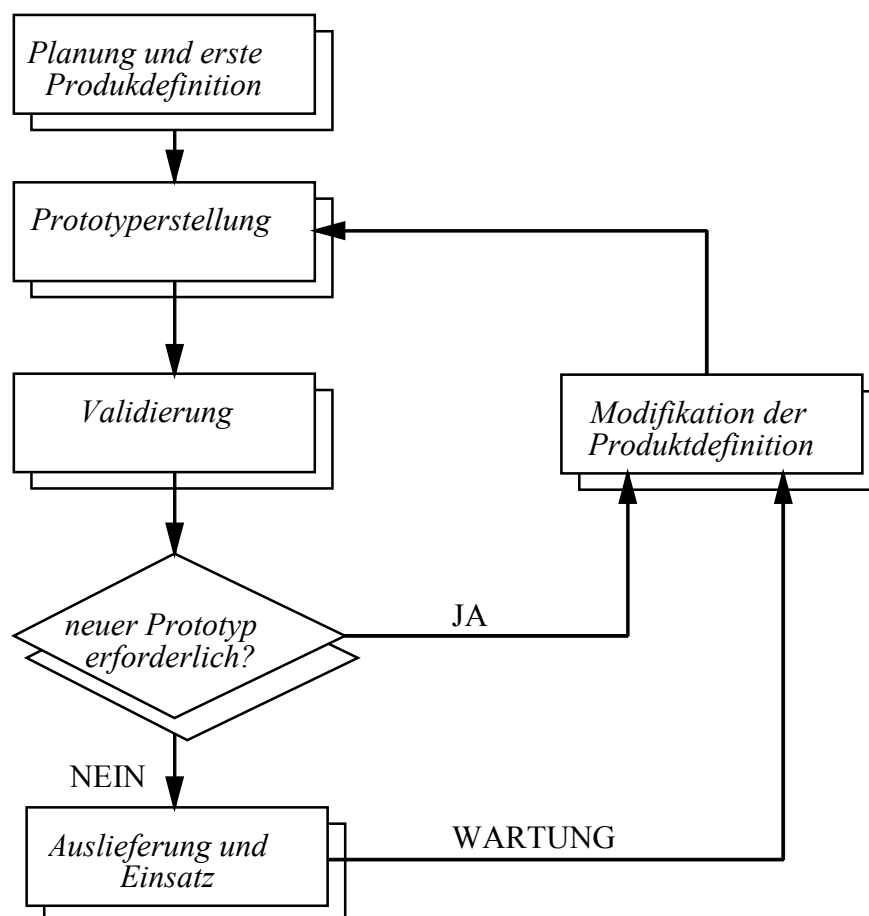 Planung und erste
Produkdefinition
Prototyperstellung
Validierung
Modifikation der
Produktdefinition
neuer Prototyp
erforderlich?
JA
NEIN
Auslieferung und
Einsatz
WARTUNG